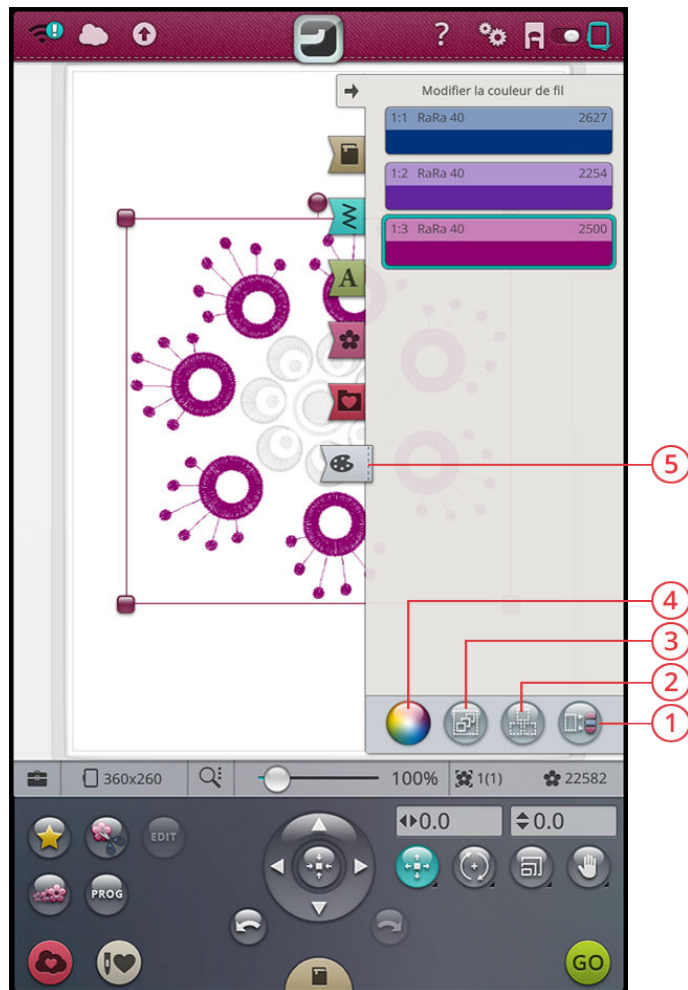 ?
Modifier la couleur de fil
1:1 RaRa 40 2627
1:2 RaRa 40 2254
1:3 RaRa 40 2500
A
5
4
3
2
1
360x260 100% 1(1) 22582
0.0 0.0
EDIT
PROG
GO